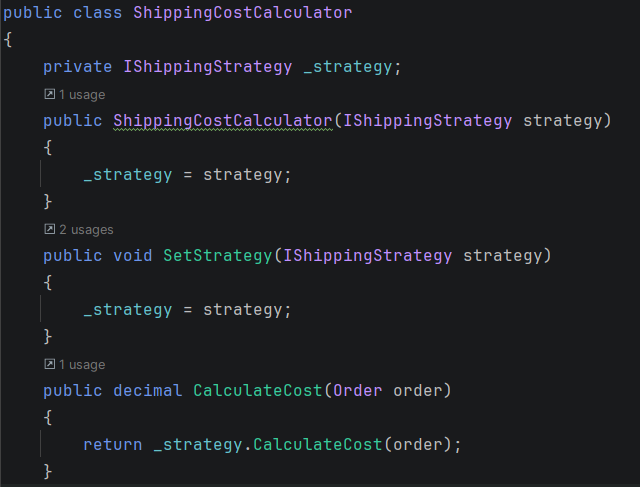 public class ShippingCostCalculator
{
    private IShippingStrategy _strategy;
    1 usage
    public ShippingCostCalculator(IShippingStrategy strategy)
    {
        _strategy = strategy;
    }
    2 usages
    public void SetStrategy(IShippingStrategy strategy)
    {
        _strategy = strategy;
    }
    1 usage
    public decimal CalculateCost(Order order)
    {
        return _strategy.CalculateCost(order);
    }